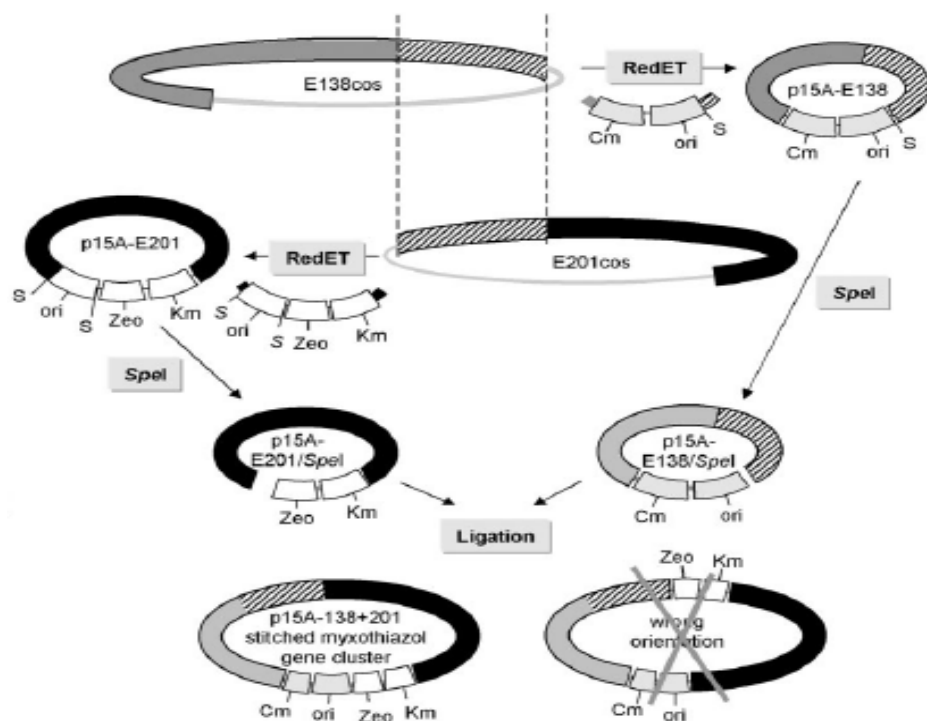 E138cos
RedET
Cm
ori
S
p15A-E138
Cm
ori
S
p15A-E201
S
ori
S
Zeo
Km
RedET
S
ori
S
Zeo
Km
E201cos
SpeI
SpeI
p15A-
E201/SpeI
Zeo
Km
p15A-
E138/SpeI
Cm
ori
Ligation
p15A-138+201
stitched myxothiazol
gene cluster
Cm
ori
Zeo
Km
Zeo
Km
wrong
orientation
Cm
ori